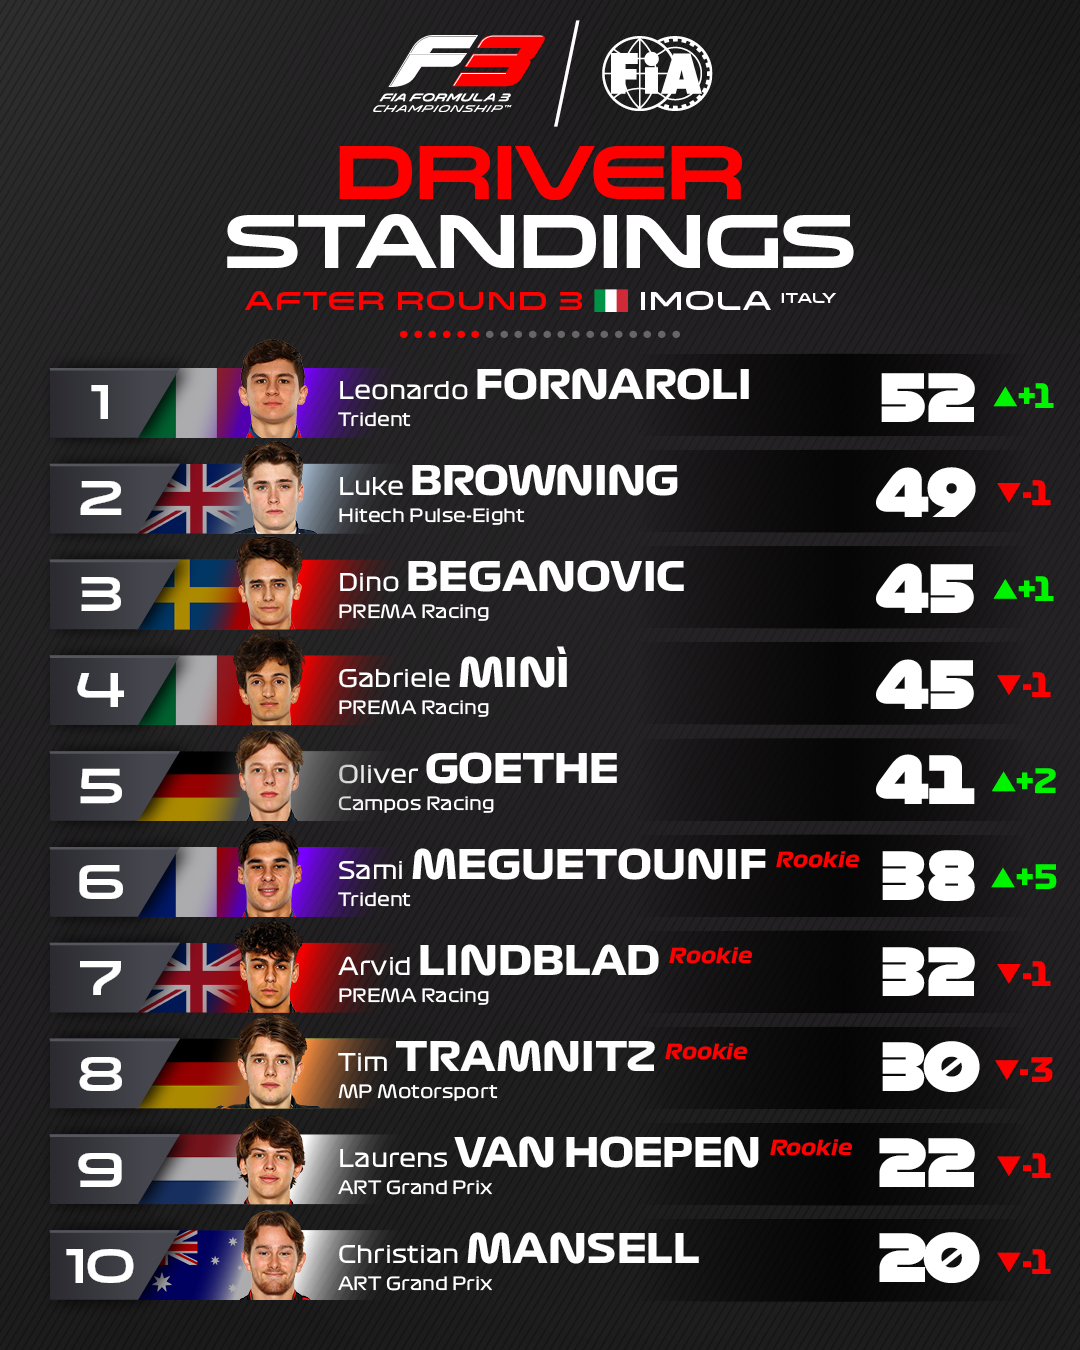 F3
FIA FORMULA 3
CHAMPIONSHIP™
FiA
DRIVER
STANDINGS
AFTER ROUND 3 IMOLA ITALY
1 Leonardo FORNAROLI 52 ▲+1
Trident
2 Luke BROWNING 49 ▼-1
Hitech Pulse-Eight
3 Dino BEGANOVIC 45 ▲+1
PREMA Racing
4 Gabriele MINÌ 45 ▼-1
PREMA Racing
5 Oliver GOETHE 41 ▲+2
Campos Racing
6 Sami MEGUETOUNIF Rookie 38 ▲+5
Trident
7 Arvid LINDBLAD Rookie 32 ▼-1
PREMA Racing
8 Tim TRAMNITZ Rookie 30 ▼-3
MP Motorsport
9 Laurens VAN HOEPEN Rookie 22 ▼-1
ART Grand Prix
10 Christian MANSELL 20 ▼-1
ART Grand Prix